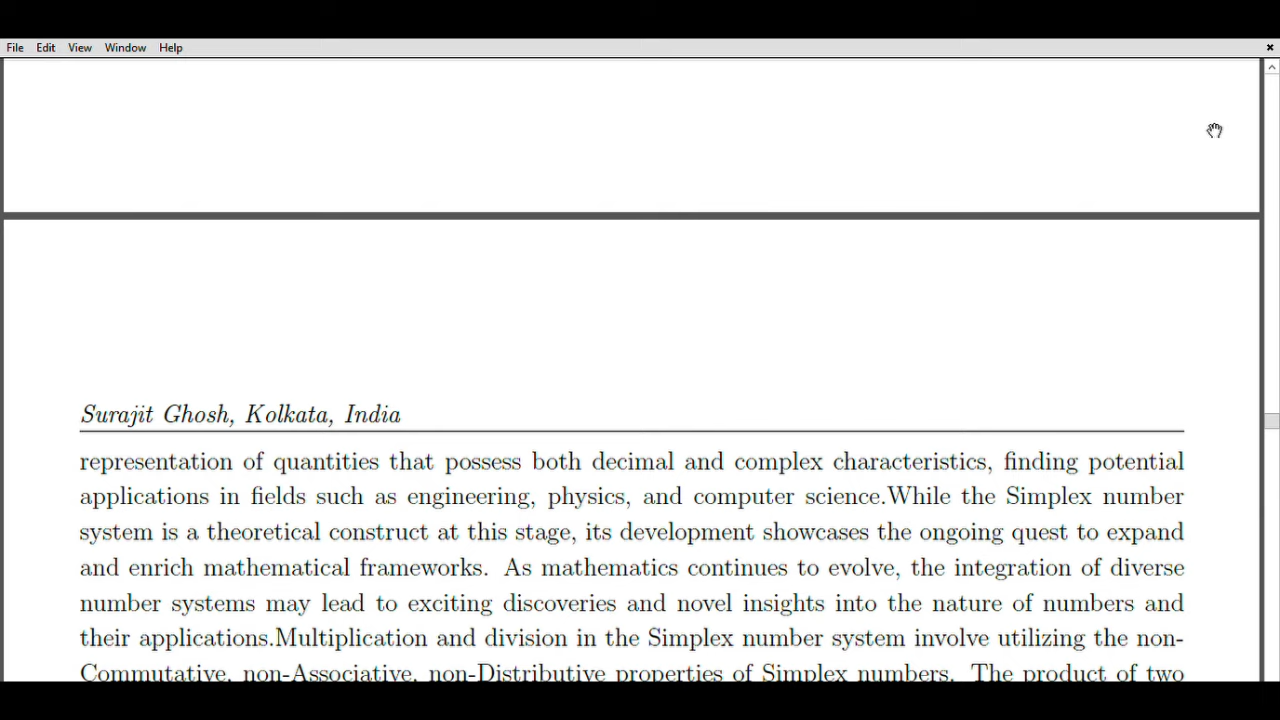 File Edit View Window Help
Surajit Ghosh, Kolkata, India
representation of quantities that possess both decimal and complex characteristics, finding potential
applications in fields such as engineering, physics, and computer science.While the Simplex number
system is a theoretical construct at this stage, its development showcases the ongoing quest to expand
and enrich mathematical frameworks. As mathematics continues to evolve, the integration of diverse
number systems may lead to exciting discoveries and novel insights into the nature of numbers and
their applications.Multiplication and division in the Simplex number system involve utilizing the non-
Commutative, non-Associative, non-Distributive properties of Simplex numbers. The product of two